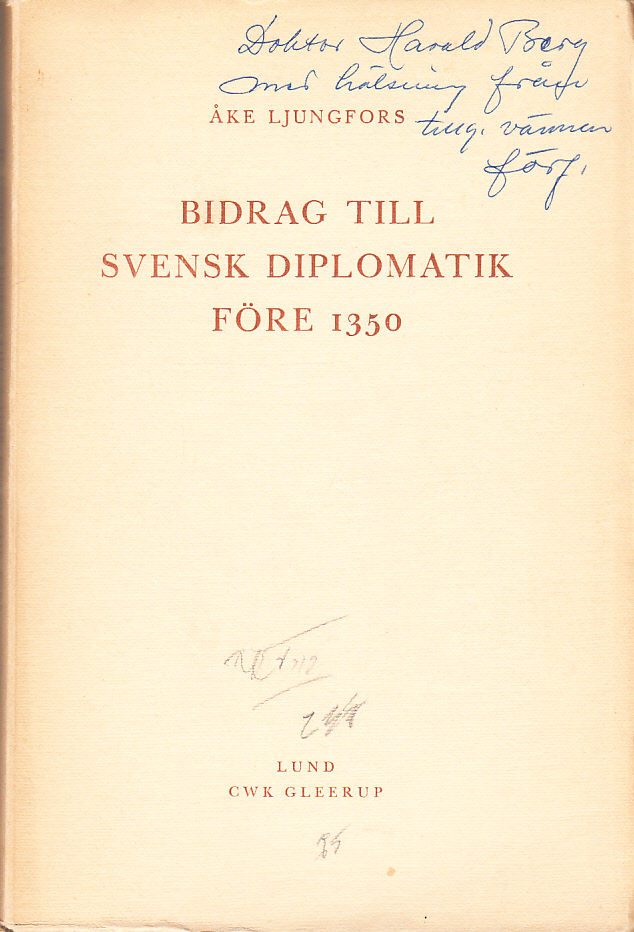 Doktor Harald Berg
med hälsning från
ÅKE LJUNGFORS
tillg. vännen
förf.
BIDRAG TILL
SVENSK DIPLOMATIK
FÖRE 1350
LUND
CWK GLEERUP